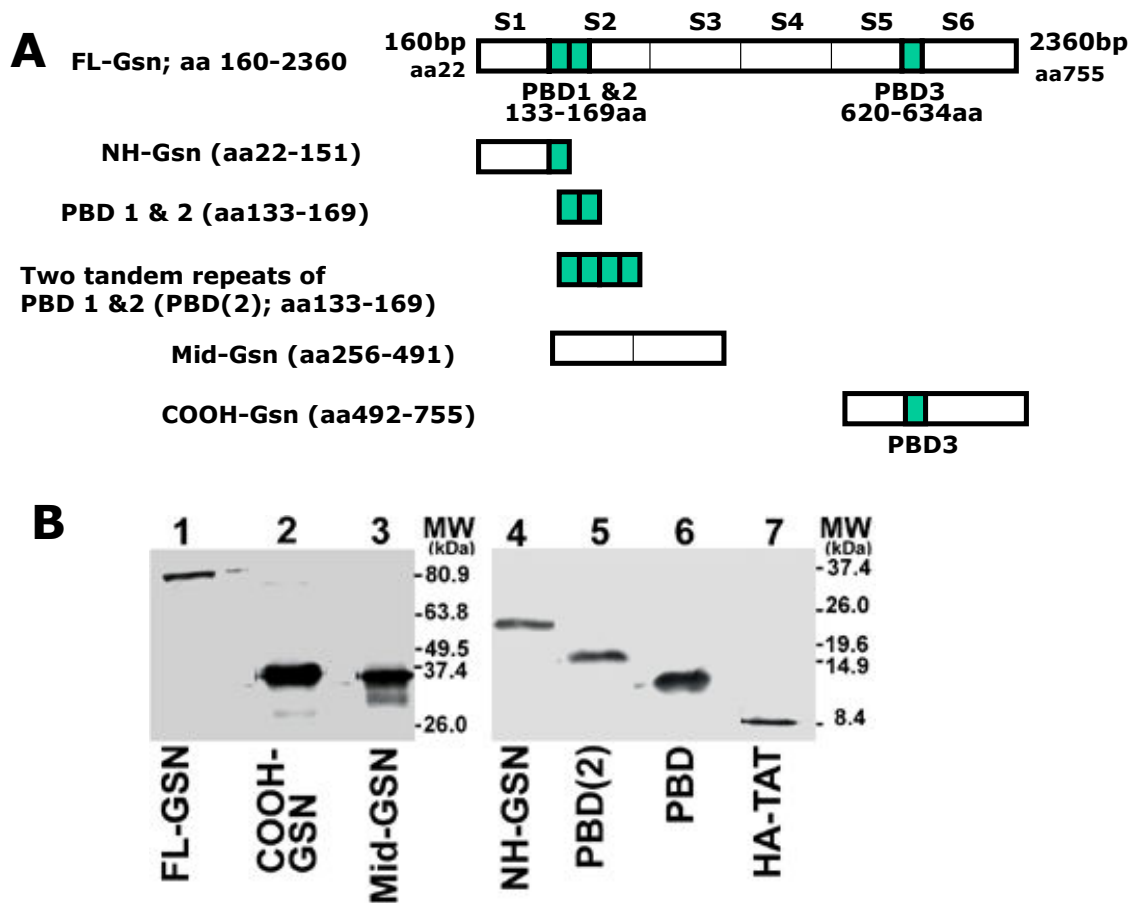 A
S1 S2 S3 S4 S5 S6
FL-Gsn; aa 160-2360
160bp
aa22
2360bp
aa755
PBD1 &2
133-169aa
PBD3
620-634aa
NH-Gsn (aa22-151)
PBD 1 & 2 (aa133-169)
Two tandem repeats of
PBD 1 &2 (PBD(2); aa133-169)
Mid-Gsn (aa256-491)
COOH-Gsn (aa492-755)
PBD3
B
1 2 3 MW
(kDa)
-80.9
-63.8
-49.5
-37.4
-26.0
FL-GSN
COOH-
GSN
Mid-GSN
4 5 6 7 MW
(kDa)
-37.4
-26.0
-19.6
-14.9
- 8.4
NH-GSN
PBD(2)
PBD
HA-TAT